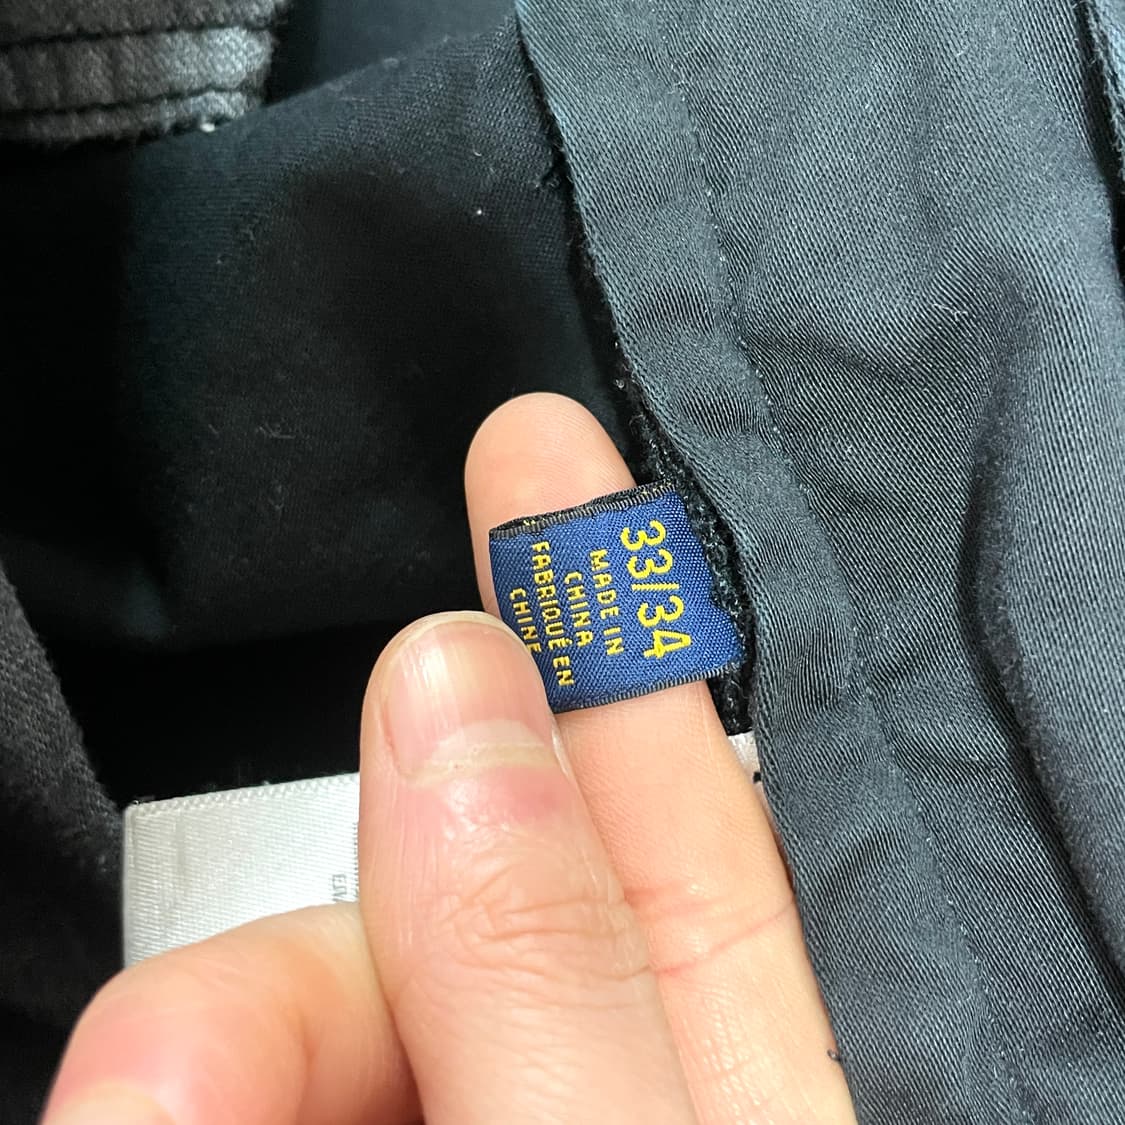 33/34
MADE IN
CHINA
FABRIQUÉ EN
CHINE